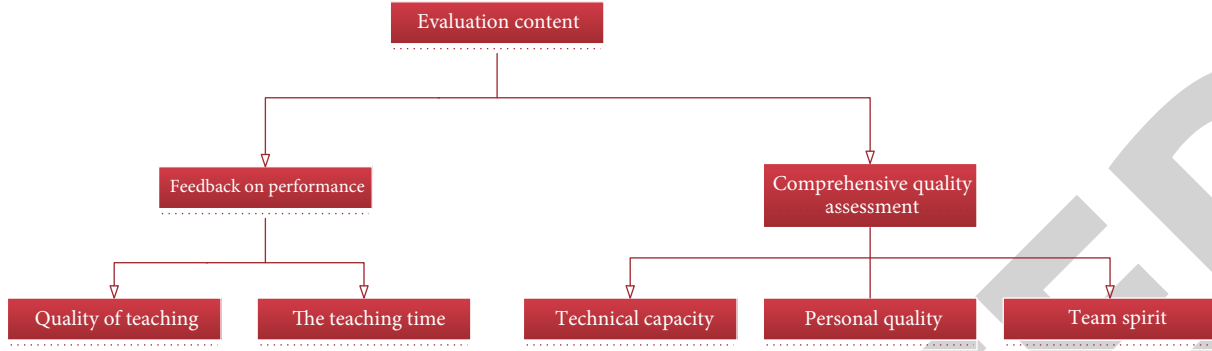 Evaluation content
Feedback on performance
Comprehensive quality
assessment
Quality of teaching
The teaching time
Technical capacity
Personal quality
Team spirit